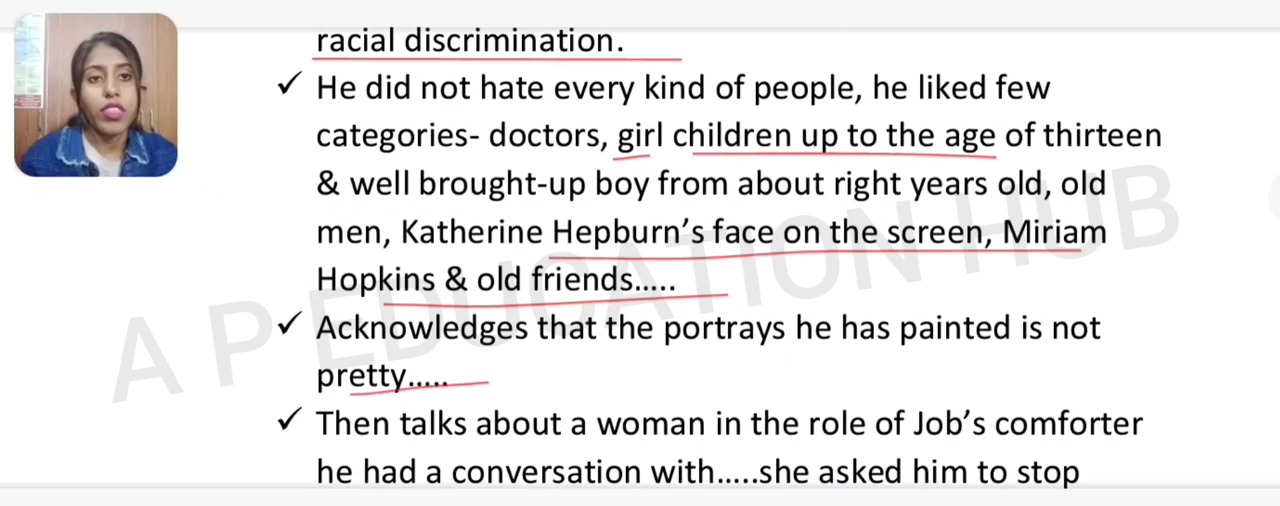 racial discrimination.
✓ He did not hate every kind of people, he liked few
categories- doctors, girl children up to the age of thirteen
& well brought-up boy from about right years old, old
men, Katherine Hepburn's face on the screen, Miriam
Hopkins & old friends.....
✓ Acknowledges that the portrays he has painted is not
pretty.....
✓ Then talks about a woman in the role of Job's comforter
he had a conversation with.....she asked him to stop
A P EDUCATION HUB